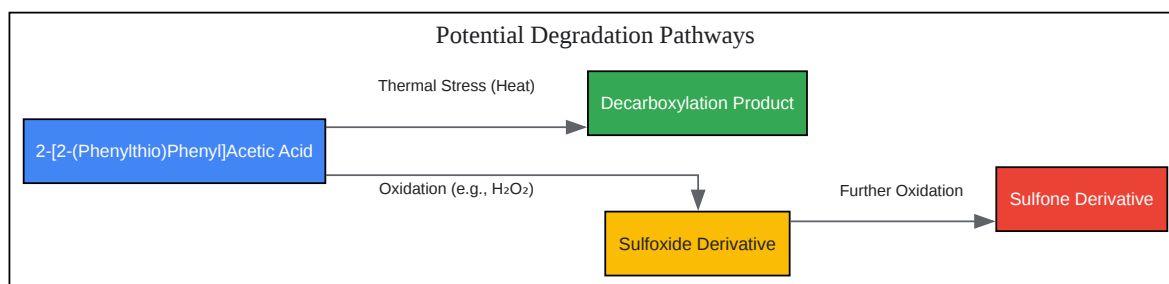 Potential Degradation Pathways
Thermal Stress (Heat)
Decarboxylation Product
2-[2-(Phenylthio)Phenyl]Acetic Acid
Oxidation (e.g., H₂O₂)
Further Oxidation
Sulfone Derivative
Sulfoxide Derivative